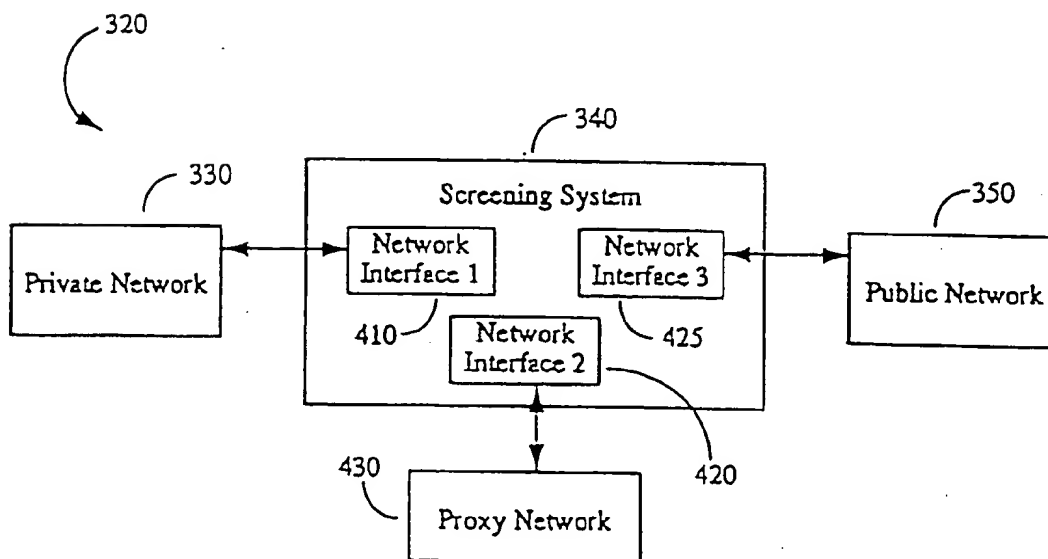 320
340
330
350
Screening System
Private Network
Network
Interface 1
Network
Interface 3
Public Network
410
425
Network
Interface 2
420
430
Proxy Network